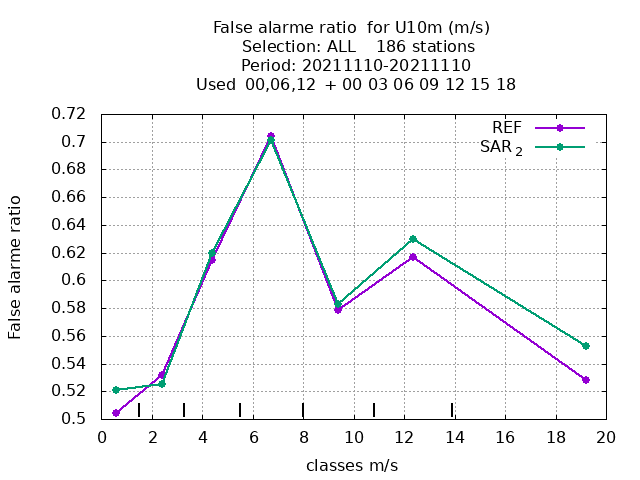 False alarme ratio  for U10m (m/s)
Selection: ALL    186 stations
Period: 20211110-20211110
Used  00,06,12  + 00 03 06 09 12 15 18
REF
SAR 2
0.72
0.7
0.68
0.66
0.64
0.62
0.6
0.58
0.56
0.54
0.52
0.5
False alarme ratio
0 2 4 6 8 10 12 14 16 18 20
classes m/s